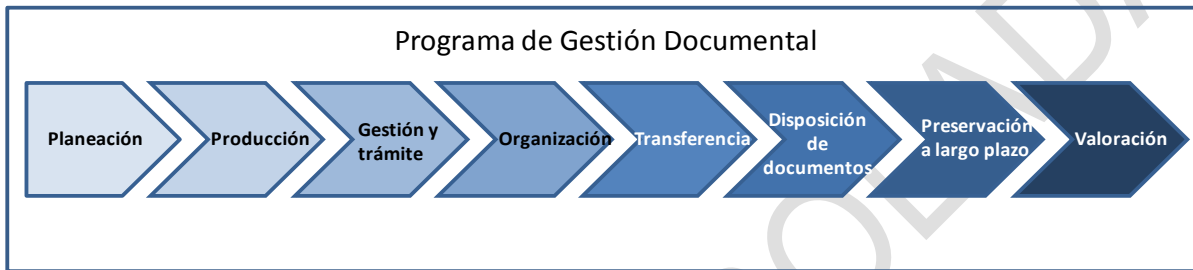 Programa de Gestión Documental
Planeación
Producción
Gestión y
trámite
Organización
Transferencia
Disposición
de
documentos
Preservación
a largo plazo
Valoración